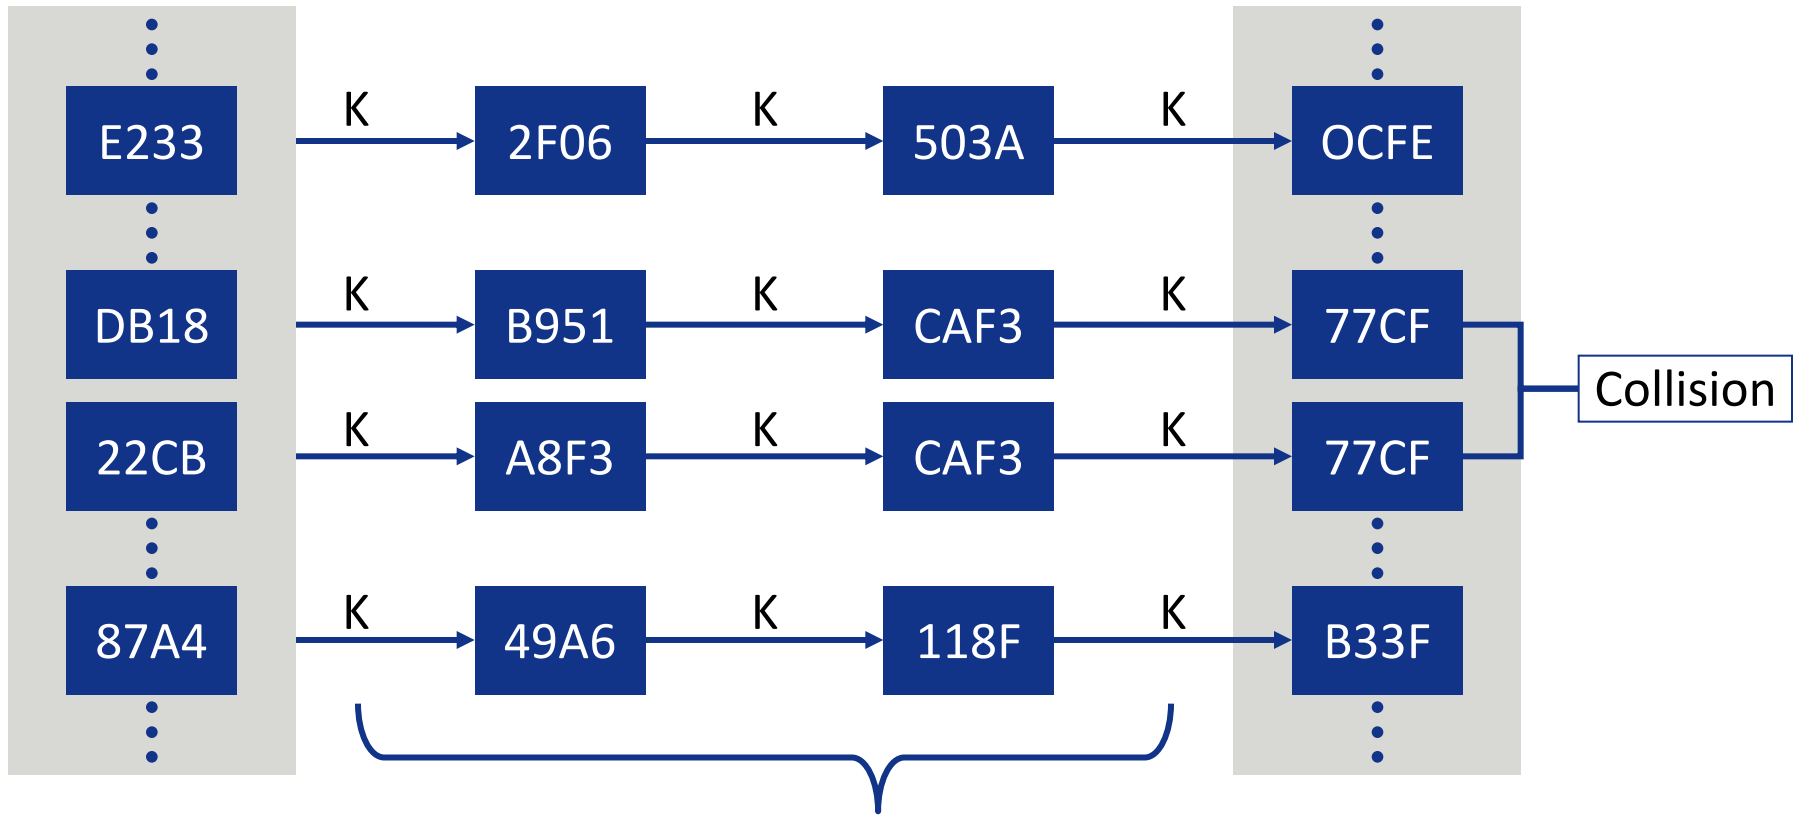 K K K
E233 2F06 503A OCFE
K K K
DB18 B951 CAF3 77CF
Collision
K K K
22CB A8F3 CAF3 77CF
K K K
87A4 49A6 118F B33F